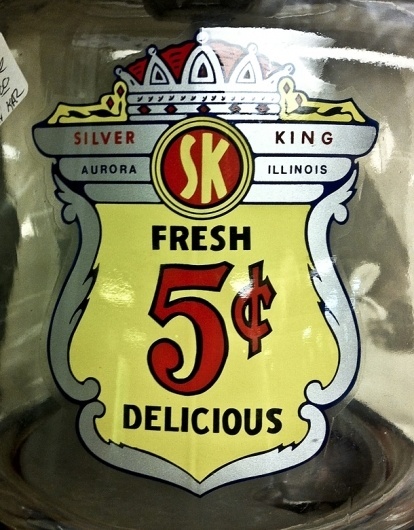 SILVER SK KING
AURORA ILLINOIS
FRESH
5¢
DELICIOUS